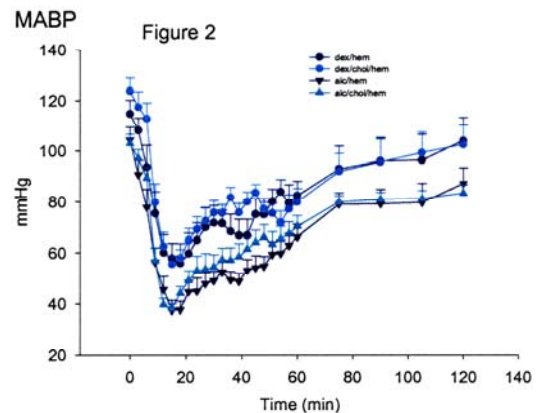 MABP
Figure 2
dex/hem
dex/chol/hem
alc/hem
alc/chol/hem
140
120
100
80
60
40
20
mmHg
0 20 40 60 80 100 120 140
Time (min)